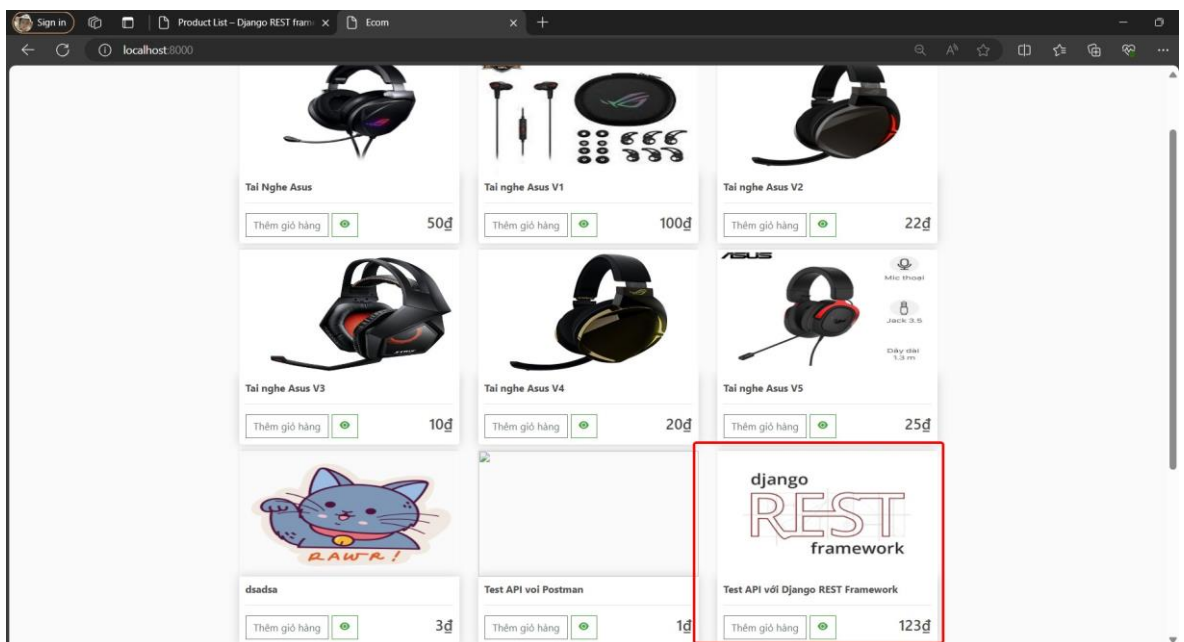 Sign in
Product List – Django REST fram
Ecom
localhost:8000
Tai Nghe Asus
Tai nghe Asus V1
Tai nghe Asus V2
Thêm giỏ hàng
50₫
Thêm giỏ hàng
100₫
Thêm giỏ hàng
22₫
ASUS
Mic thoại
Jack 3.5
Dây dài
1.3 m
Tai nghe Asus V3
Tai nghe Asus V4
Tai nghe Asus V5
Thêm giỏ hàng
10₫
Thêm giỏ hàng
20₫
Thêm giỏ hàng
25₫
RAWR!
django
REST
framework
dsadsa
Test API voi Postman
Test API với Django REST Framework
Thêm giỏ hàng
3₫
Thêm giỏ hàng
1₫
Thêm giỏ hàng
123₫